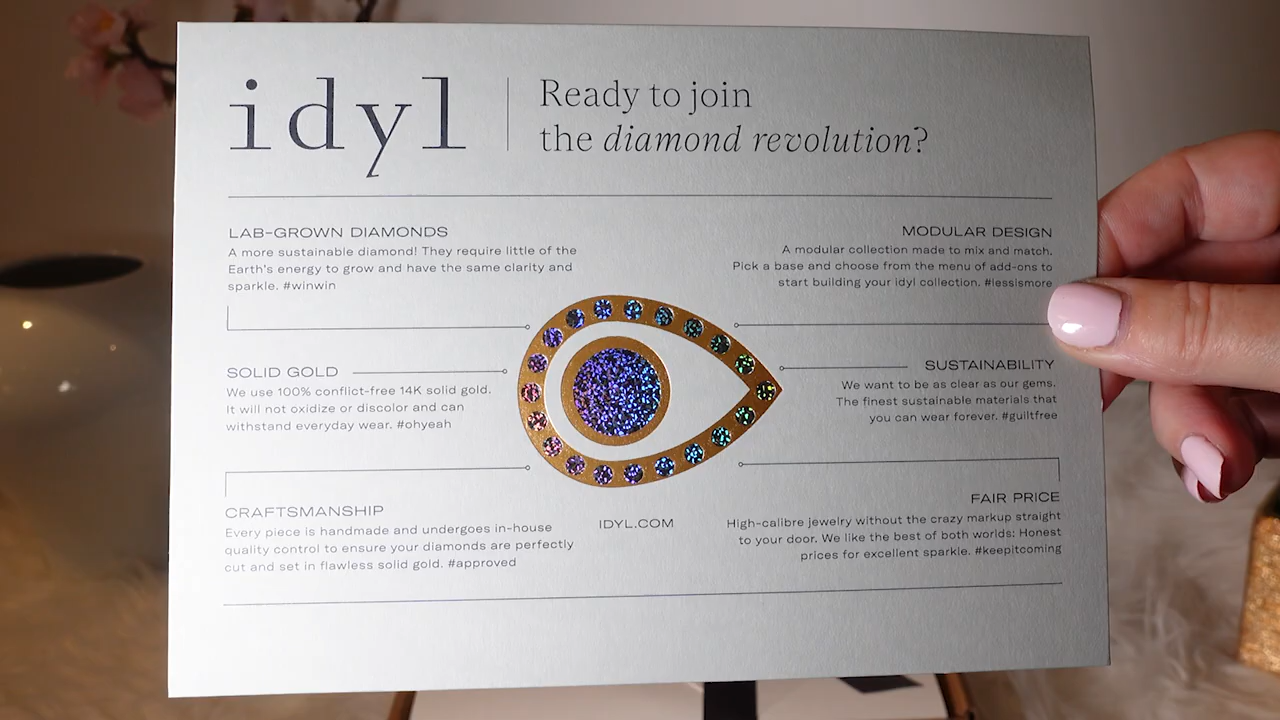 idyl
Ready to join
the diamond revolution?
LAB-GROWN DIAMONDS
A more sustainable diamond! They require little of the
Earth's energy to grow and have the same clarity and
sparkle. #winwin
MODULAR DESIGN
A modular collection made to mix and match.
Pick a base and choose from the menu of add-ons to
start building your idyl collection. #lessismore
SOLID GOLD
We use 100% conflict-free 14K solid gold.
It will not oxidize or discolor and can
withstand everyday wear. #ohyeah
SUSTAINABILITY
We want to be as clear as our gems.
The finest sustainable materials that
you can wear forever. #guiltfree
CRAFTSMANSHIP
Every piece is handmade and undergoes in-house
quality control to ensure your diamonds are perfectly
cut and set in flawless solid gold. #approved
IDYL.COM
FAIR PRICE
High-calibre jewelry without the crazy markup straight
to your door. We like the best of both worlds: Honest
prices for excellent sparkle. #keepitcoming